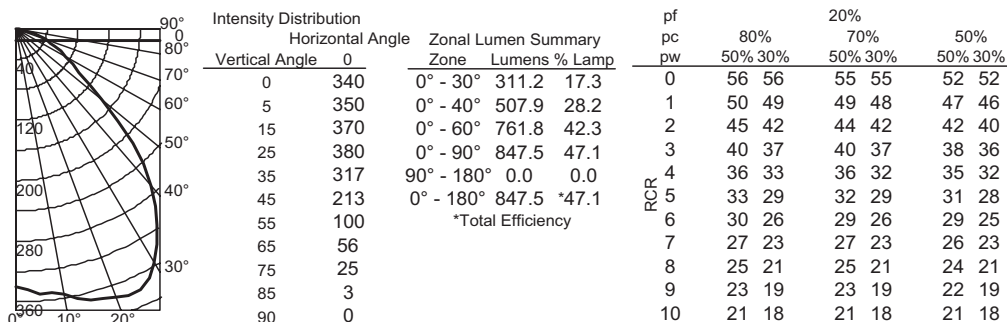 90°
0
80°
40
70°
60°
120
50°
200
40°
280
30°
360
0° 10° 20°
Intensity Distribution
Horizontal Angle
Vertical Angle 0
0 340
5 350
15 370
25 380
35 317
45 213
55 100
65 56
75 25
85 3
90 0
Zonal Lumen Summary
Zone Lumens % Lamp
0° - 30° 311.2 17.3
0° - 40° 507.9 28.2
0° - 60° 761.8 42.3
0° - 90° 847.5 47.1
90° - 180° 0.0 0.0
0° - 180° 847.5 *47.1
*Total Efficiency
pf 20%
pc 80% 70% 50%
pw 50% 30% 50% 30% 50% 30%
RCR
0 56 56 55 55 52 52
1 50 49 49 48 47 46
2 45 42 44 42 42 40
3 40 37 40 37 38 36
4 36 33 36 32 35 32
5 33 29 32 29 31 28
6 30 26 29 26 29 25
7 27 23 27 23 26 23
8 25 21 25 21 24 21
9 23 19 23 19 22 19
10 21 18 21 18 21 18